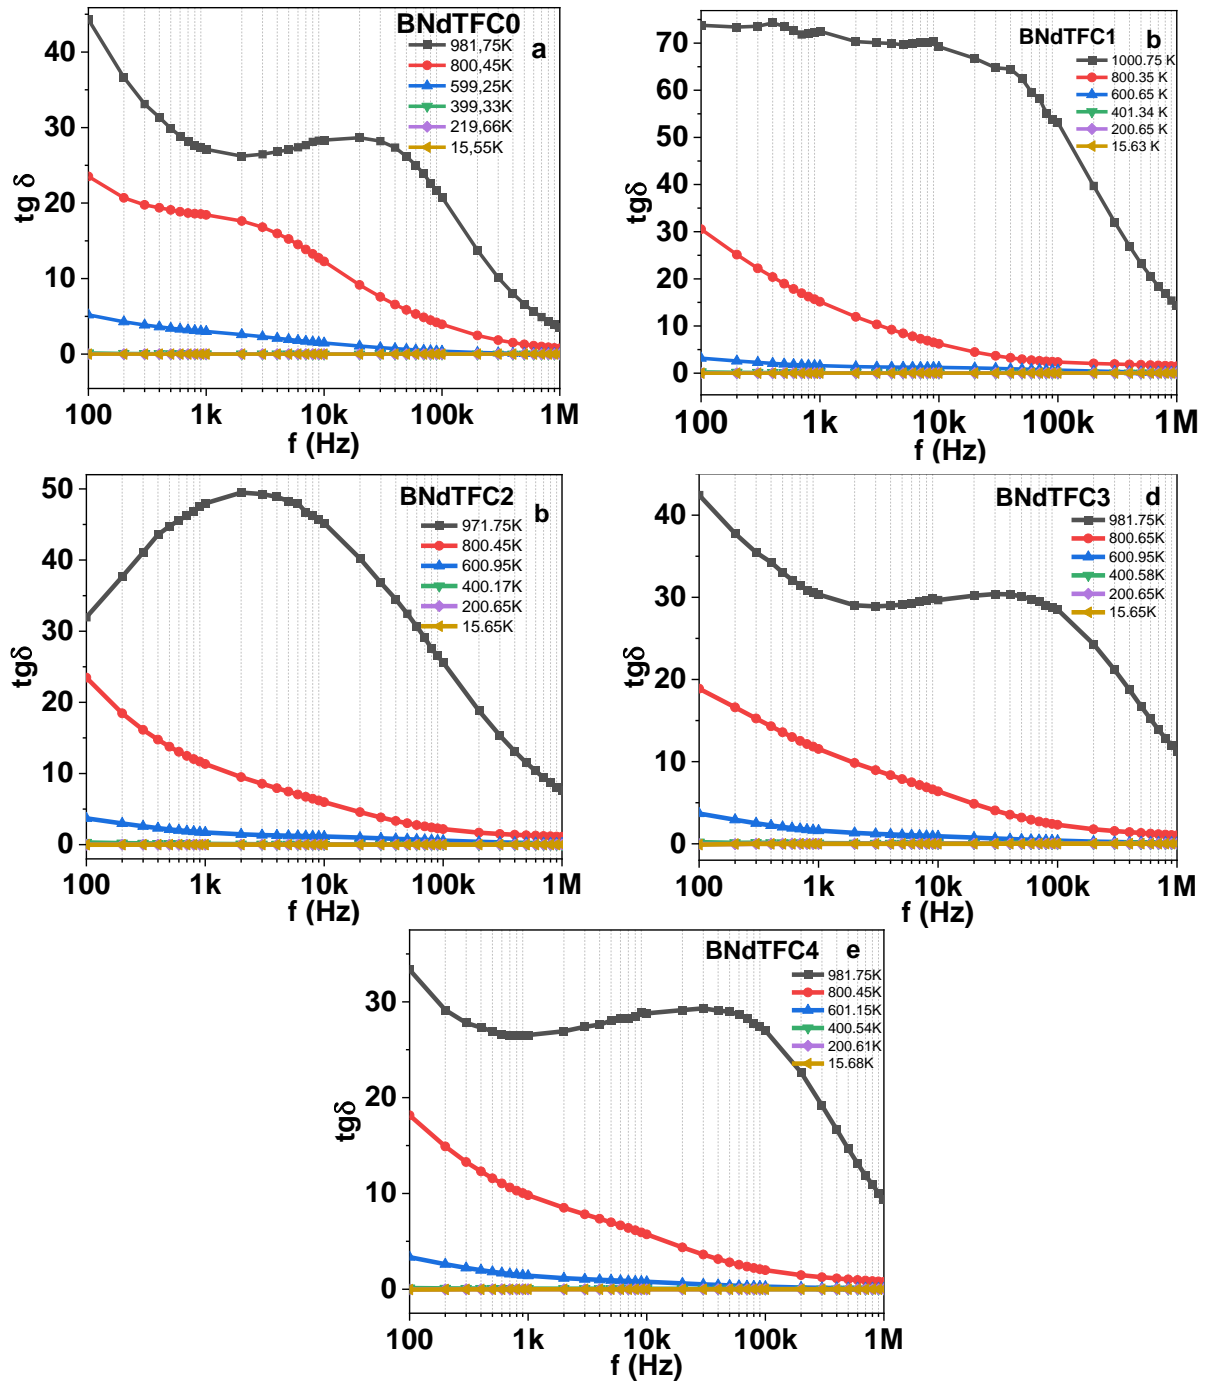 BNdTFC0
a
981,75K
800,45K
599,25K
399,33K
219,66K
15,55K
tg δ
40
30
20
10
0
100 1k 10k 100k 1M
f (Hz)
BNdTFC1
b
1000.75 K
800.35 K
600.65 K
401.34 K
200.65 K
15.63 K
tgδ
70
60
50
40
30
20
10
0
100 1k 10k 100k 1M
f (Hz)
BNdTFC2
b
971.75K
800.45K
600.95K
400.17K
200.65K
15.65K
tgδ
50
40
30
20
10
0
100 1k 10k 100k 1M
f (Hz)
BNdTFC3
d
981.75K
800.65K
600.95K
400.58K
200.65K
15.65K
tgδ
40
30
20
10
0
100 1k 10k 100k 1M
f (Hz)
BNdTFC4
e
981.75K
800.45K
601.15K
400.54K
200.61K
15.68K
tgδ
30
20
10
0
100 1k 10k 100k 1M
f (Hz)